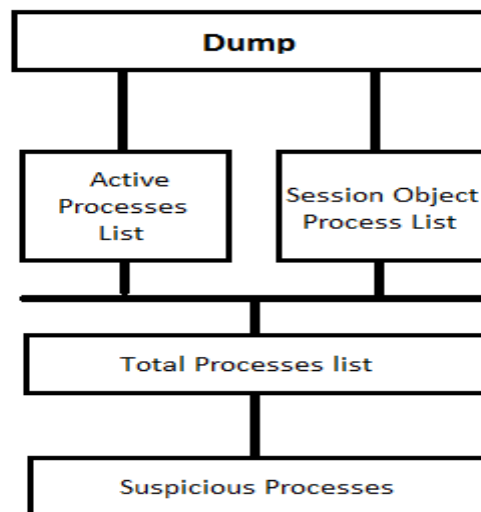 Dump
Active
Processes
List
Session Object
Process List
Total Processes list
Suspicious Processes